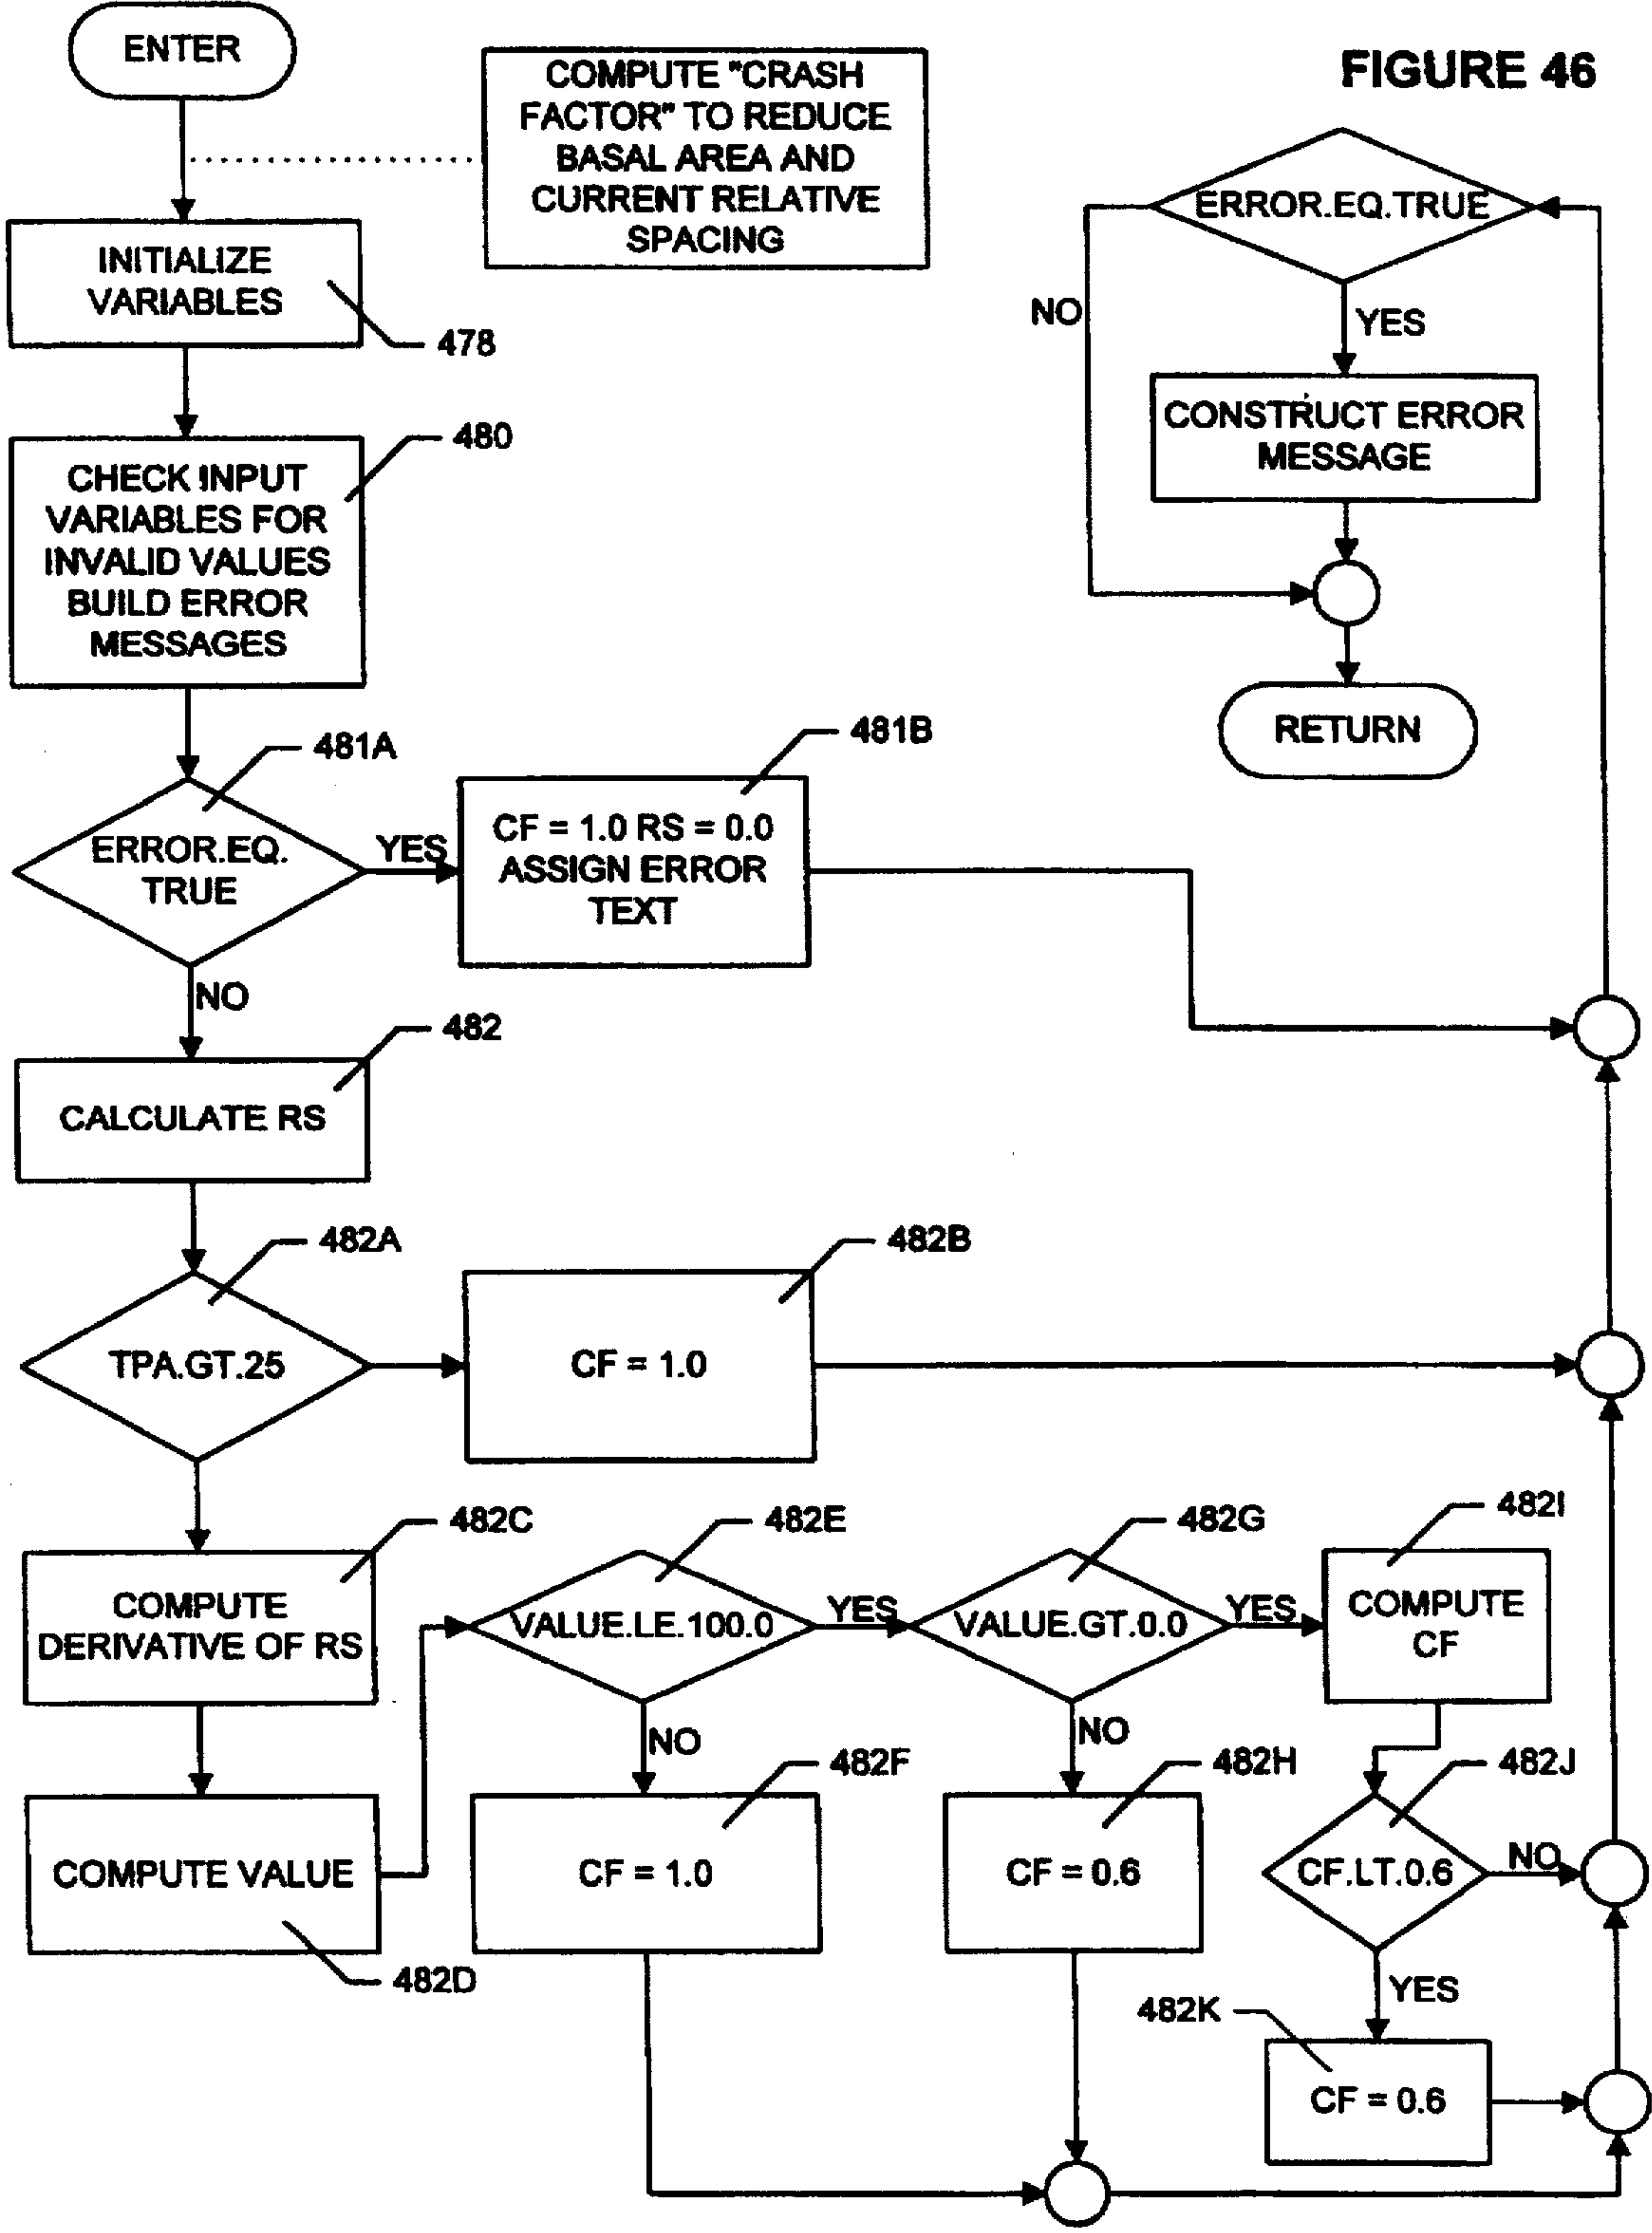 FIGURE 46
ENTER
COMPUTE "CRASH
FACTOR" TO REDUCE
BASAL AREA AND
CURRENT RELATIVE
SPACING
INITIALIZE
VARIABLES
478
CHECK INPUT
VARIABLES FOR
INVALID VALUES
BUILD ERROR
MESSAGES
480
ERROR.EQ.
TRUE
481A
YES
CF = 1.0 RS = 0.0
ASSIGN ERROR
TEXT
481B
NO
CALCULATE RS
482
TPA.GT.25
482A
CF = 1.0
482B
COMPUTE
DERIVATIVE OF RS
482C
COMPUTE VALUE
482D
VALUE.LE.100.0
482E
YES
NO
CF = 1.0
482F
VALUE.GT.0.0
482G
YES
NO
CF = 0.6
482H
COMPUTE
CF
482I
CF.LT.0.6
482J
NO
YES
CF = 0.6
482K
ERROR.EQ.TRUE
NO
YES
CONSTRUCT ERROR
MESSAGE
RETURN